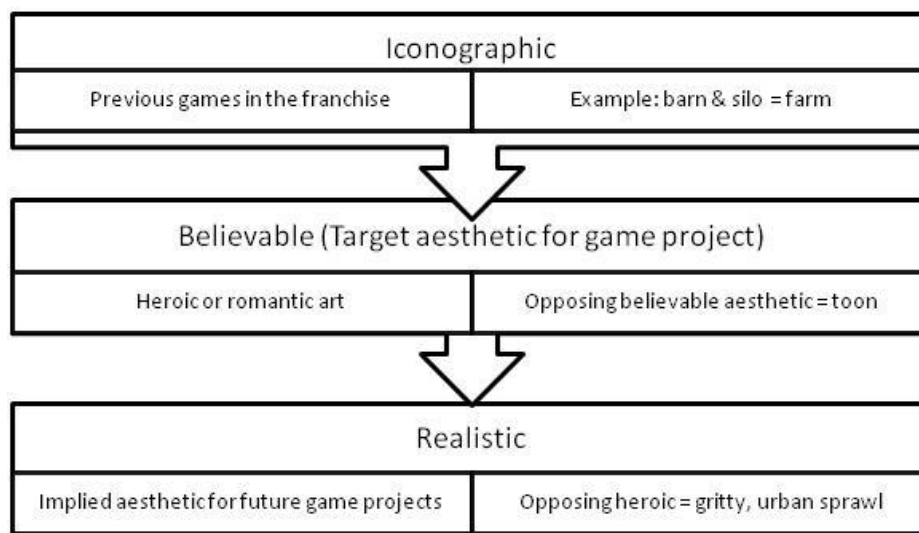 Iconographic
Previous games in the franchise
Example: barn & silo = farm
Believable (Target aesthetic for game project)
Heroic or romantic art
Opposing believable aesthetic = toon
Realistic
Implied aesthetic for future game projects
Opposing heroic = gritty, urban sprawl